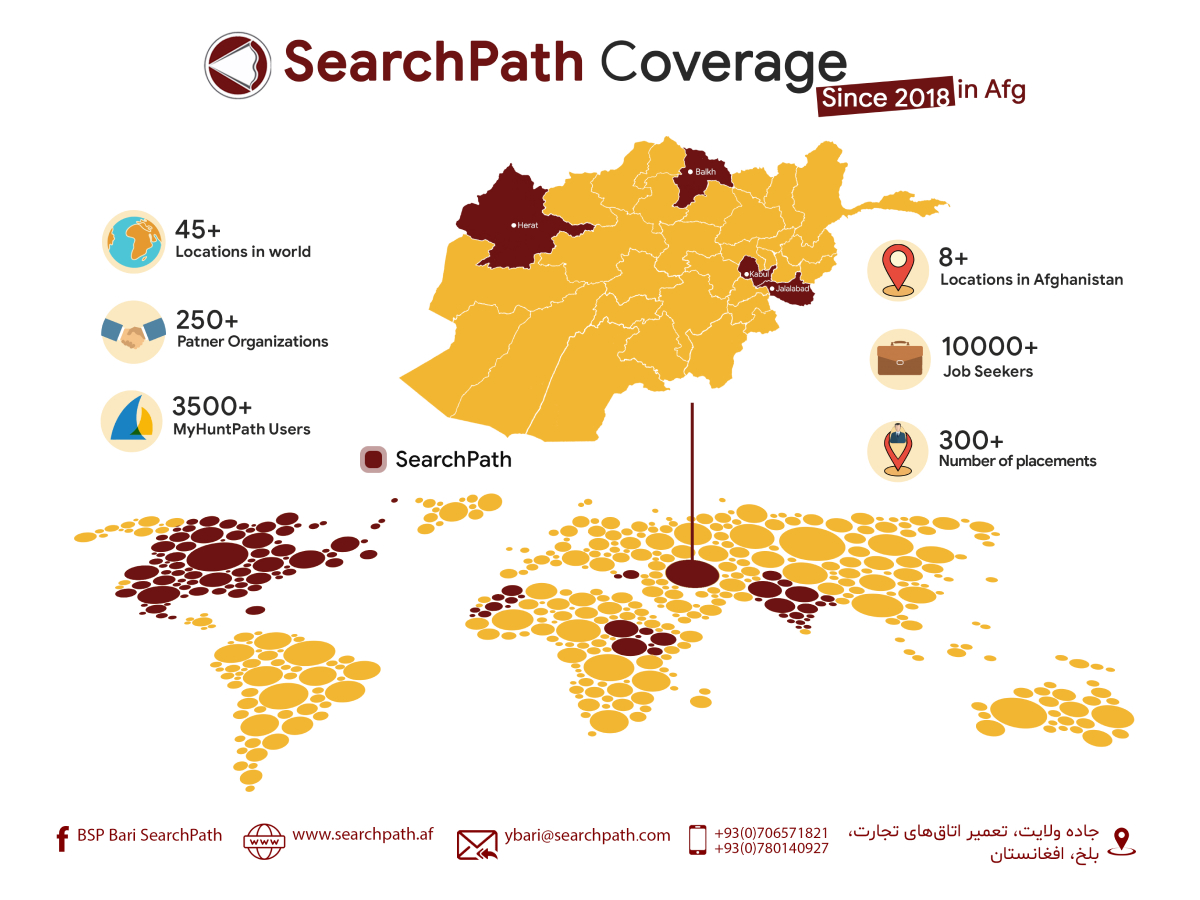 SearchPath Coverage
Since 2018 in Afg
Balkh
Herat
Kabul
Jalalabad
45+
Locations in world
250+
Patner Organizations
3500+
MyHuntPath Users
8+
Locations in Afghanistan
10000+
Job Seekers
300+
Number of placements
SearchPath
f BSP Bari SearchPath
WWW www.searchpath.af
ybari@searchpath.com
+93(0)706571821
+93(0)780140927
جاده ولایت، تعمیر اتاق‌های تجارت،
بلخ، افغانستان